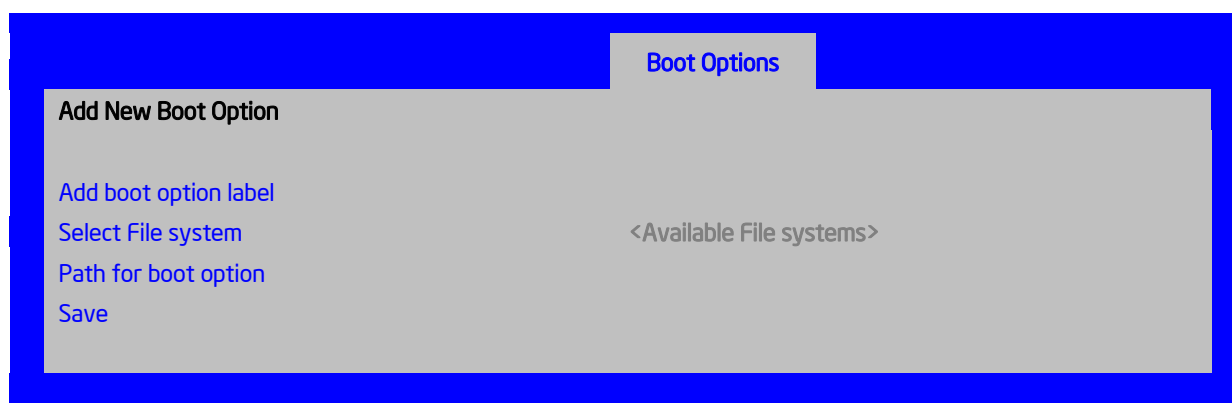 Boot Options
Add New Boot Option
Add boot option label
Select File system <Available File systems>
Path for boot option
Save